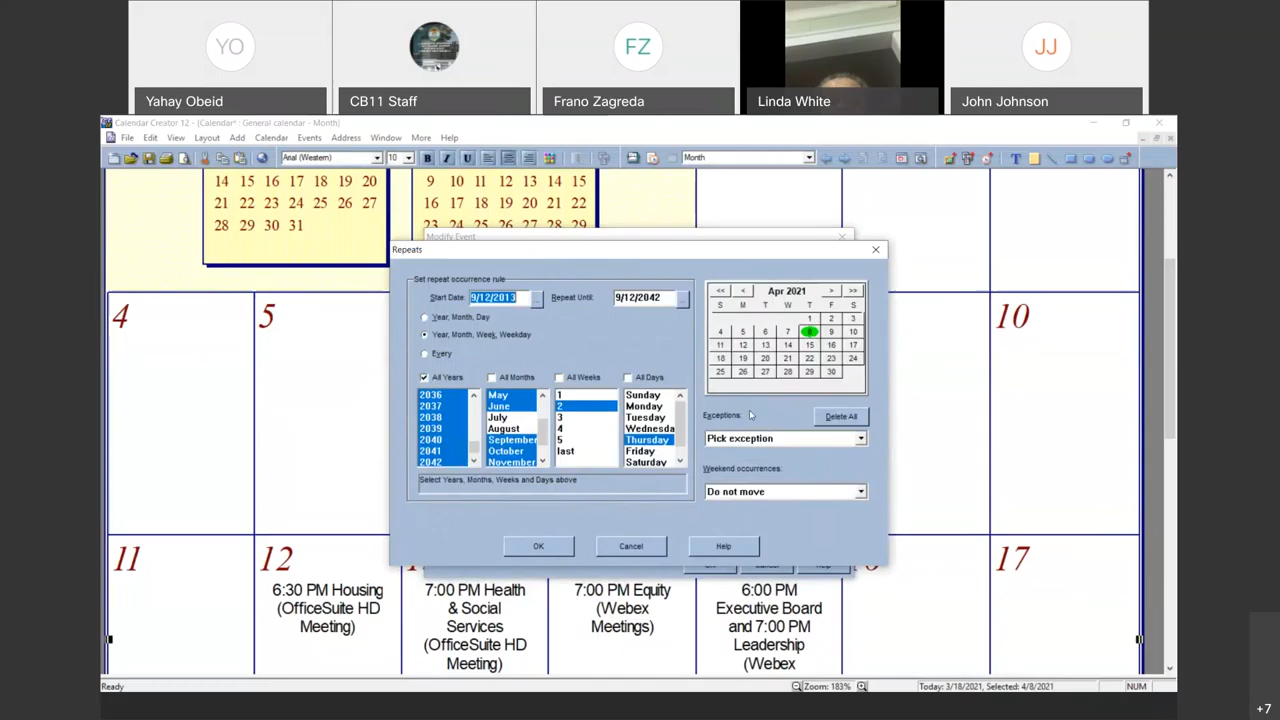 YO
FZ
JJ
Yahay Obeid
CB11 Staff
Frano Zagreda
Linda White
John Johnson
Calendar Creator 12 - [Calendar* : General calendar - Month]
File Edit View Layout Add Calendar Events Address Window More Help
Arial (Western) 10 B I U Month T
14 15 16 17 18 19 20
21 22 23 24 25 26 27
28 29 30 31
9 10 11 12 13 14 15
16 17 18 19 20 21 22
23 24 25 26 27 28 29
Modify Event
Repeats
Set repeat occurrence rule
Start Date: 9/12/2013 ... Repeat Until: 9/12/2042 ...
Year, Month, Day
Year, Month, Week, Weekday
Every
All Years All Months All Weeks All Days
2036 May 1 Sunday
2037 June 2 Monday
2038 July 3 Tuesday
2039 August 4 Wednesda
2040 September 5 Thursday
2041 October last Friday
2042 November Saturday
Select Years, Months, Weeks and Days above
<< < Apr 2021 > >>
S M T W T F S
1 2 3
4 5 6 7 8 9 10
11 12 13 14 15 16 17
18 19 20 21 22 23 24
25 26 27 28 29 30
Exceptions: Delete All
Pick exception
Weekend occurrences:
Do not move
OK Cancel Help
4
5
10
11
12
17
6:30 PM Housing
(OfficeSuite HD
Meeting)
7:00 PM Health
& Social
Services
(OfficeSuite HD
Meeting)
7:00 PM Equity
(Webex
Meetings)
6:00 PM
Executive Board
and 7:00 PM
Leadership
(Webex
Ready
Zoom: 183%
Today: 3/18/2021, Selected: 4/8/2021
NUM
+7